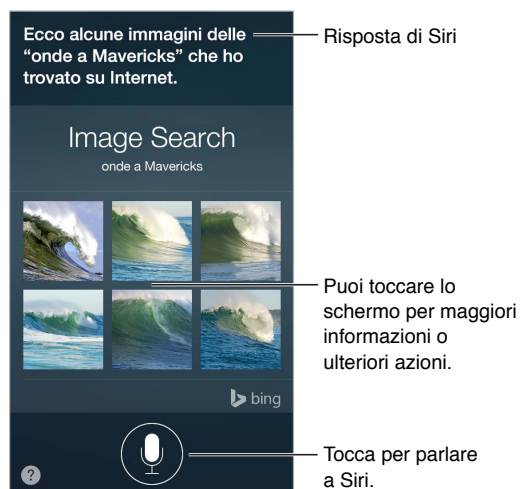 Ecco alcune immagini delle
“onde a Mavericks” che ho
trovato su Internet.
Risposta di Siri
Image Search
onde a Mavericks
Puoi toccare lo
schermo per maggiori
informazioni o
ulteriori azioni.
bing
Tocca per parlare
a Siri.
?